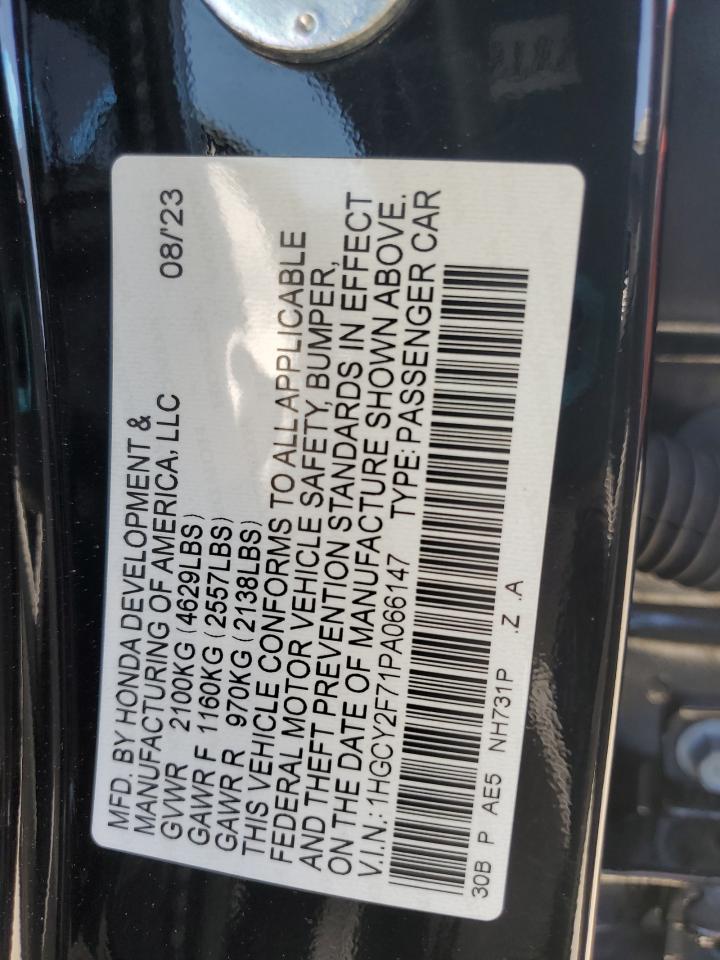 MFD. BY HONDA DEVELOPMENT &
MANUFACTURING OF AMERICA, LLC 08/'23
GVWR 2100KG (4629LBS)
GAWR F 1160KG (2557LBS)
GAWR R 970KG (2138LBS)
THIS VEHICLE CONFORMS TO ALL APPLICABLE
FEDERAL MOTOR VEHICLE SAFETY, BUMPER,
AND THEFT PREVENTION STANDARDS IN EFFECT
ON THE DATE OF MANUFACTURE SHOWN ABOVE.
V.I.N.: 1HGCY2F71PA066147 TYPE: PASSENGER CAR
30B P AE5 NH731P .Z .A